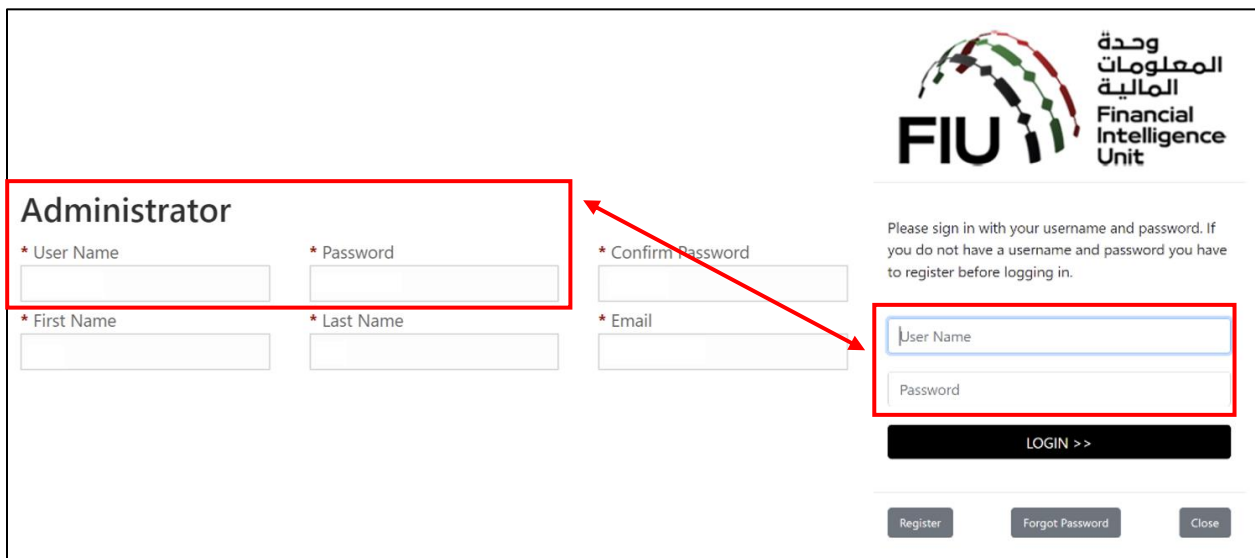 Administrator
* User Name
* Password
* Confirm Password
* First Name
* Last Name
* Email
FIU
وحدة
المعلومات
المالية
Financial
Intelligence
Unit
Please sign in with your username and password. If
you do not have a username and password you have
to register before logging in.
User Name
Password
LOGIN >>
Register
Forgot Password
Close